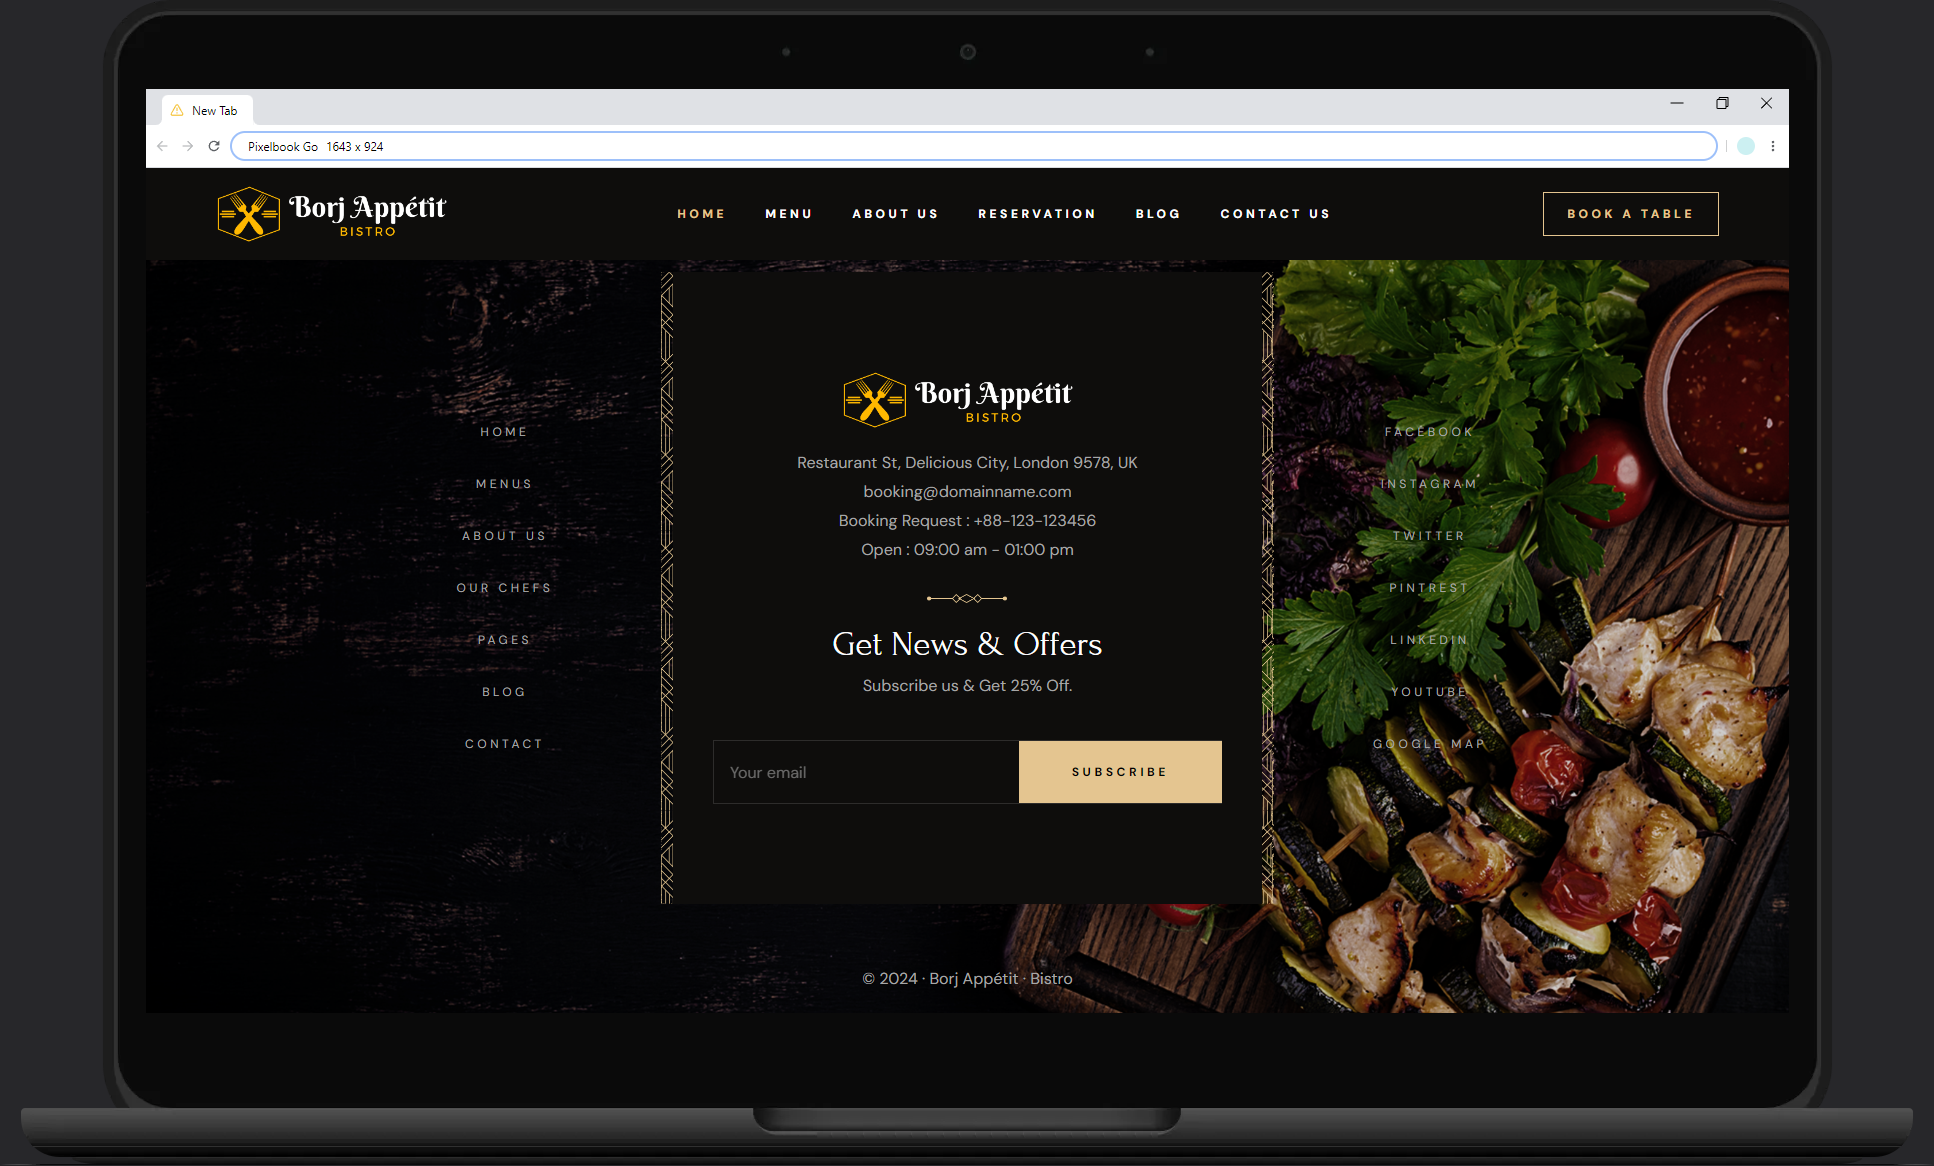 New Tab
Pixelbook Go 1643 x 924
Borj Appétit
BISTRO
HOME MENU ABOUT US RESERVATION BLOG CONTACT US
BOOK A TABLE
HOME
MENUS
ABOUT US
OUR CHEFS
PAGES
BLOG
CONTACT
Borj Appétit
BISTRO
Restaurant St, Delicious City, London 9578, UK
booking@domainname.com
Booking Request : +88-123-123456
Open : 09:00 am - 01:00 pm
Get News & Offers
Subscribe us & Get 25% Off.
Your email
SUBSCRIBE
FACEBOOK
INSTAGRAM
TWITTER
PINTREST
LINKEDIN
YOUTUBE
GOOGLE MAP
© 2024 · Borj Appétit · Bistro